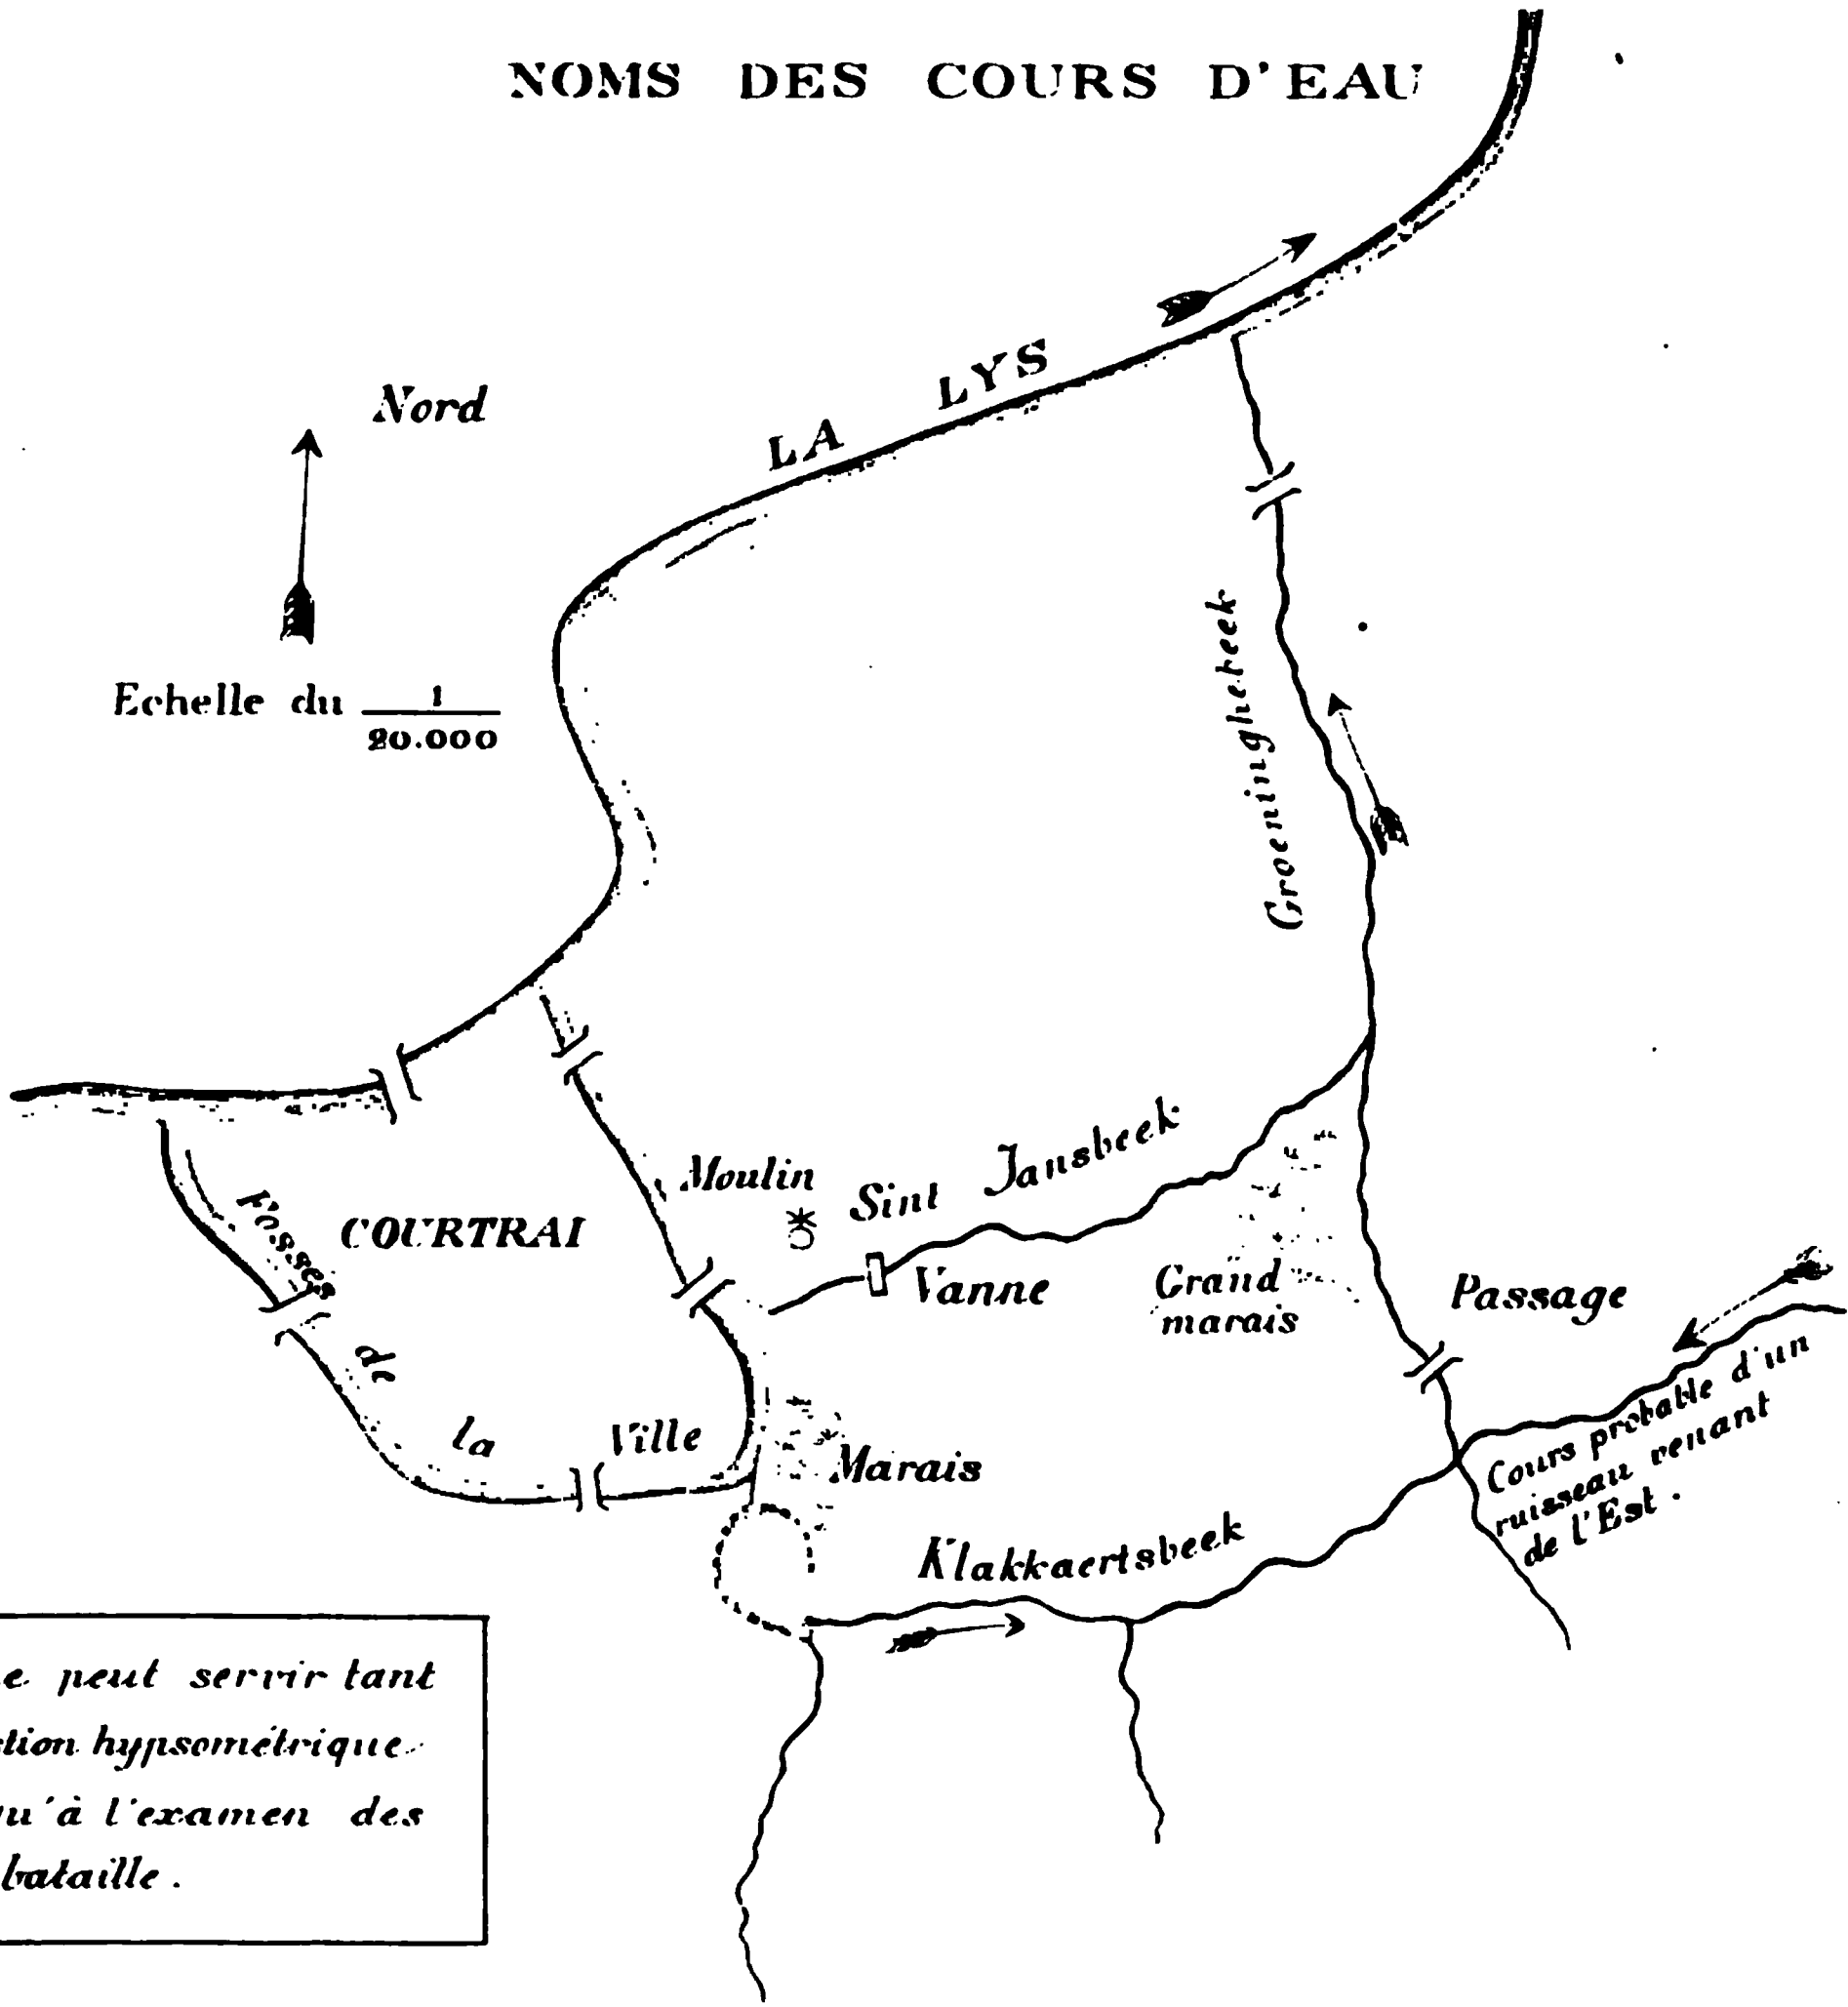 NOMS DES COURS D'EAU
LA LYS
Nord
Echelle du 1
20.000
Groeninghebeek
Moulin
Sint Jansbeek
Fossés
COURTRAI
Vanne
Grand
marais
Passage
de
la
Ville
Marais
Cours probable d'un
ruisseau venant
de l'Est.
Klakkaertsbeek
e peut servir tant
tion hypsométrique
u'à l'examen des
bataille.